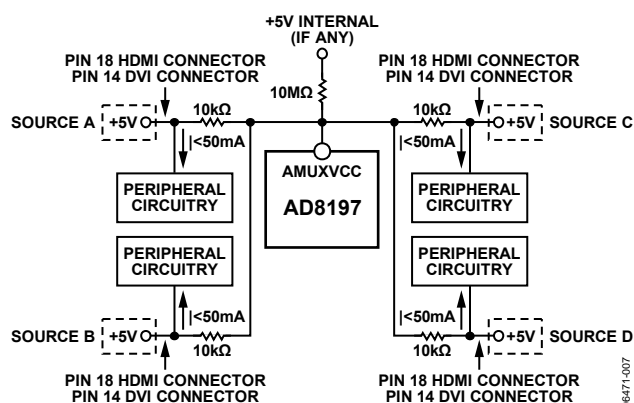 +5V INTERNAL
(IF ANY)
PIN 18 HDMI CONNECTOR
PIN 14 DVI CONNECTOR
PIN 18 HDMI CONNECTOR
PIN 14 DVI CONNECTOR
10MΩ
SOURCE A
+5V
10kΩ
10kΩ
+5V
SOURCE C
I<50mA
I<50mA
PERIPHERAL
CIRCUITRY
AMUXVCC
AD8197
PERIPHERAL
CIRCUITRY
PERIPHERAL
CIRCUITRY
PERIPHERAL
CIRCUITRY
I<50mA
I<50mA
SOURCE B
+5V
10kΩ
10kΩ
+5V
SOURCE D
PIN 18 HDMI CONNECTOR
PIN 14 DVI CONNECTOR
PIN 18 HDMI CONNECTOR
PIN 14 DVI CONNECTOR
6471-007